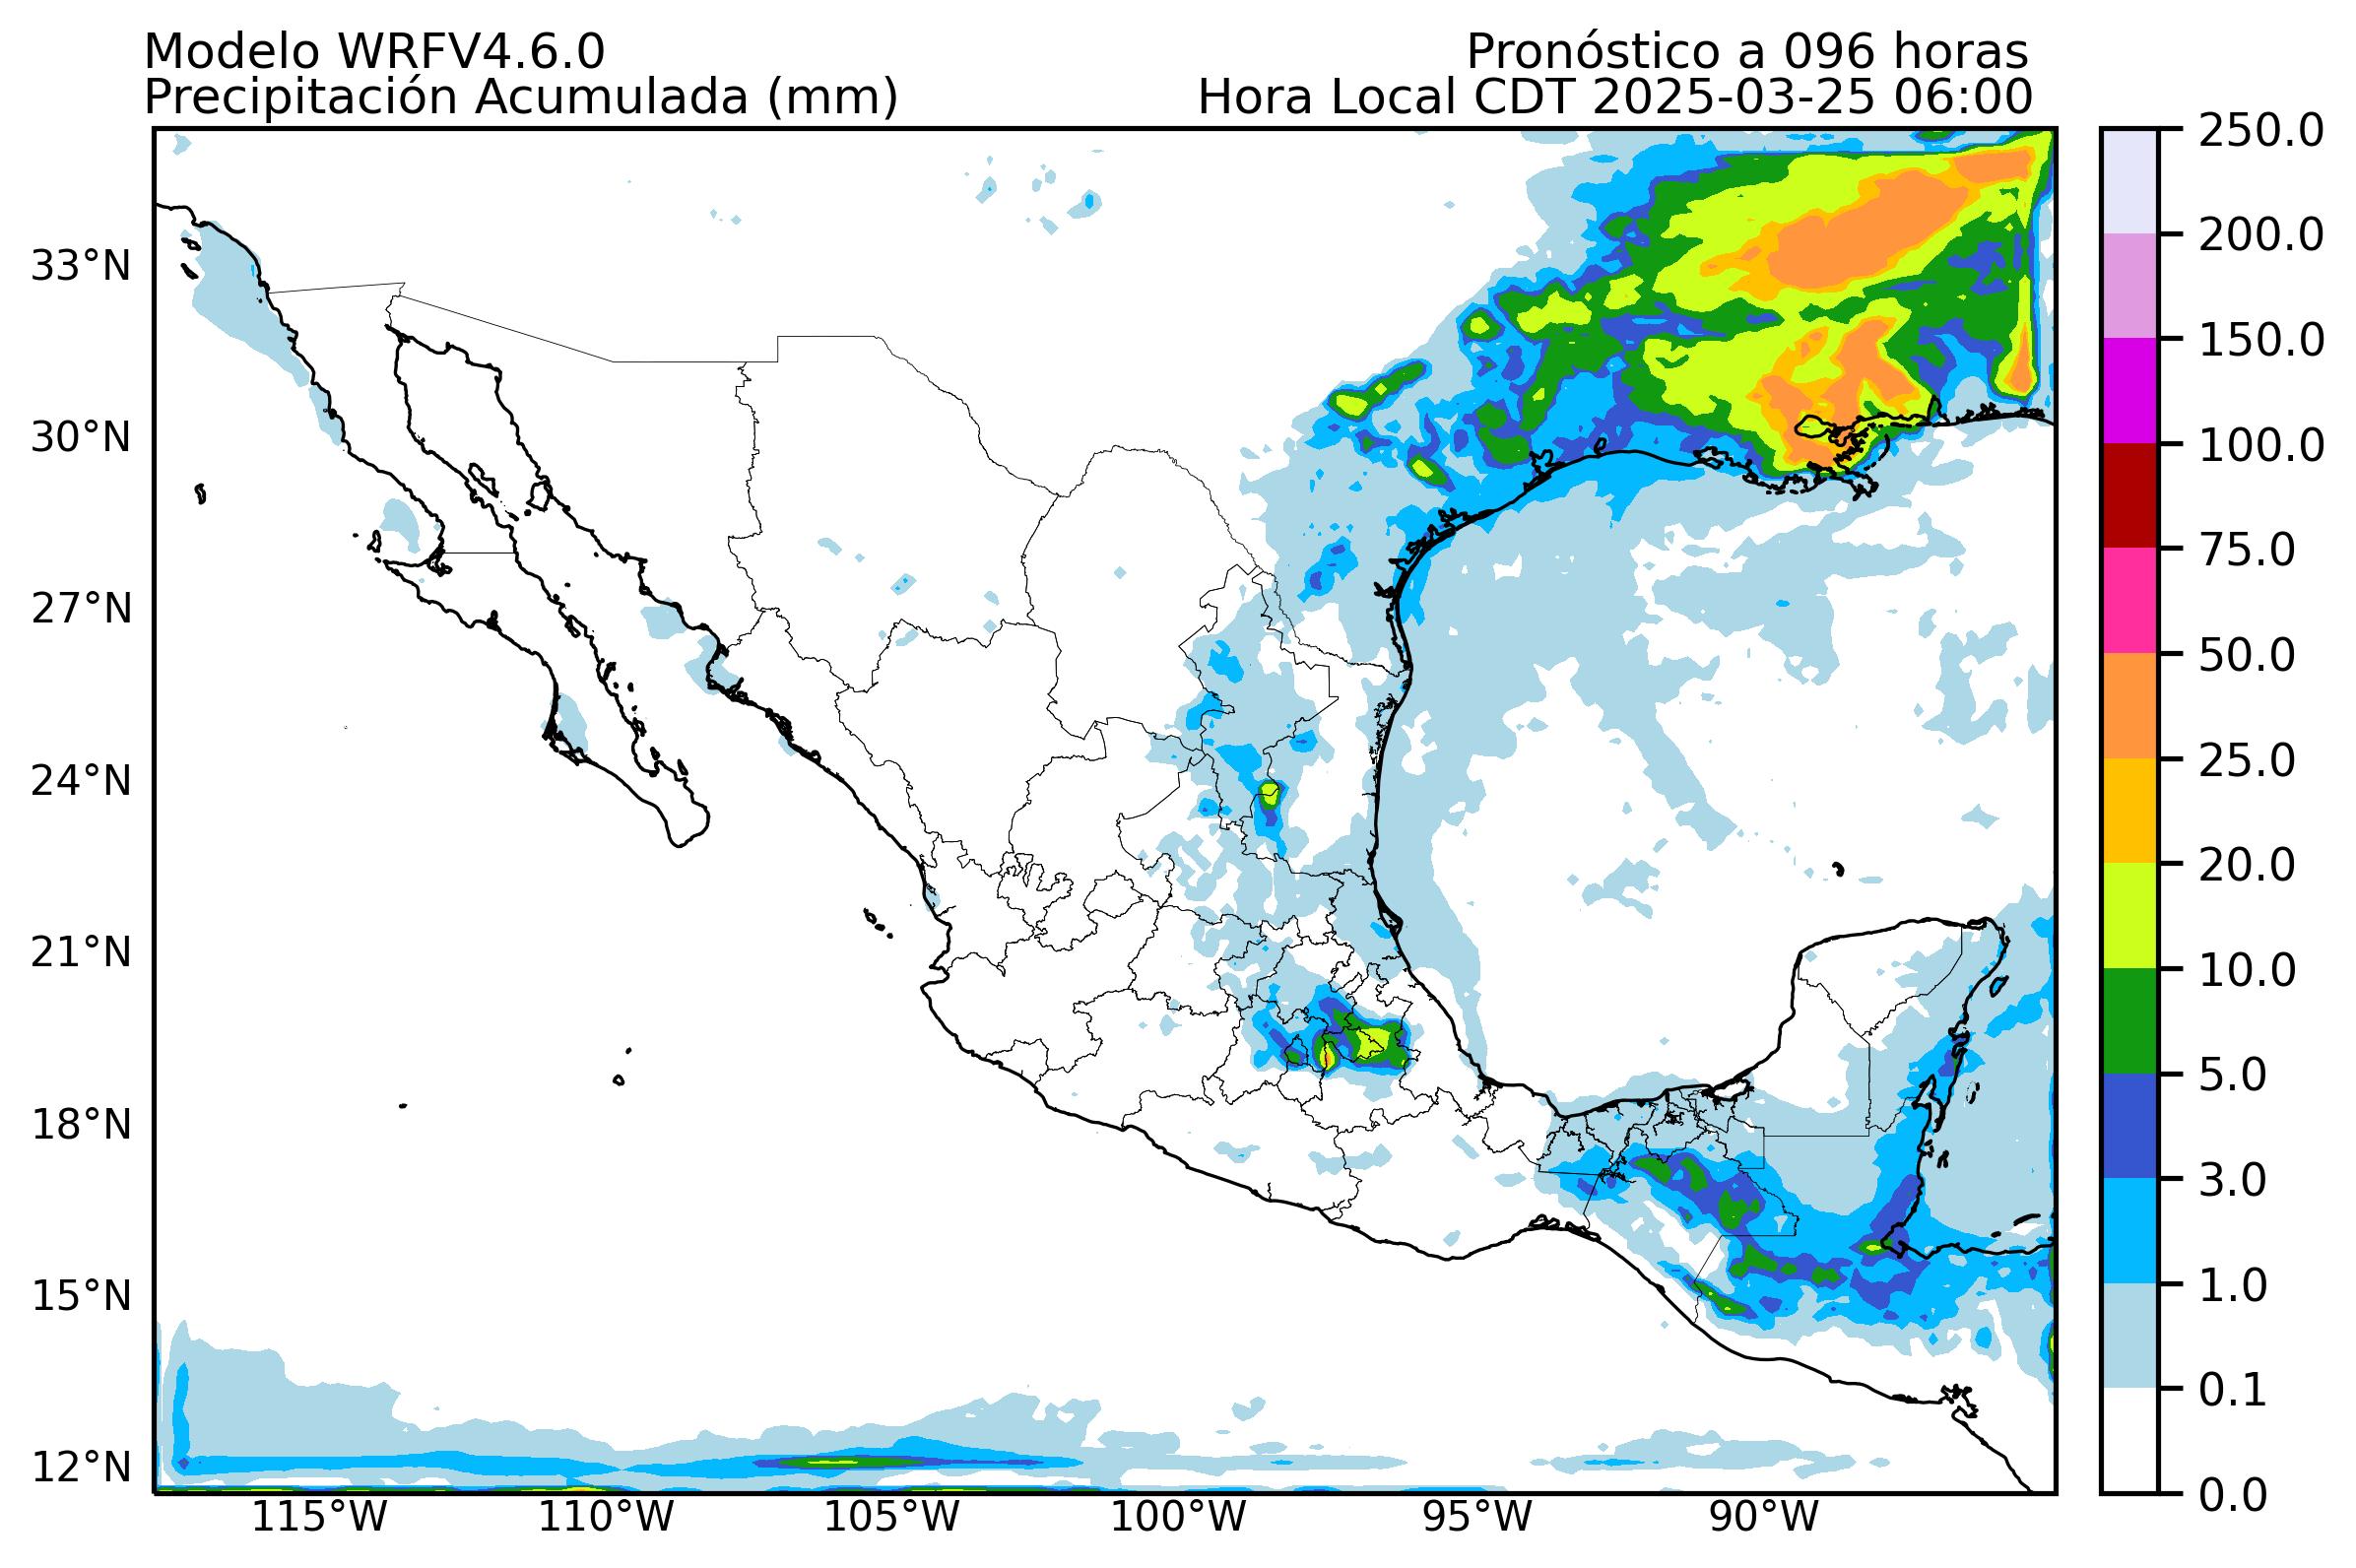 Modelo WRFV4.6.0
Pronóstico a 096 horas
Precipitación Acumulada (mm)
Hora Local CDT 2025-03-25 06:00
33°N
30°N
27°N
24°N
21°N
18°N
15°N
12°N
115°W
110°W
105°W
100°W
95°W
90°W
250.0
200.0
150.0
100.0
75.0
50.0
25.0
20.0
10.0
5.0
3.0
1.0
0.1
0.0